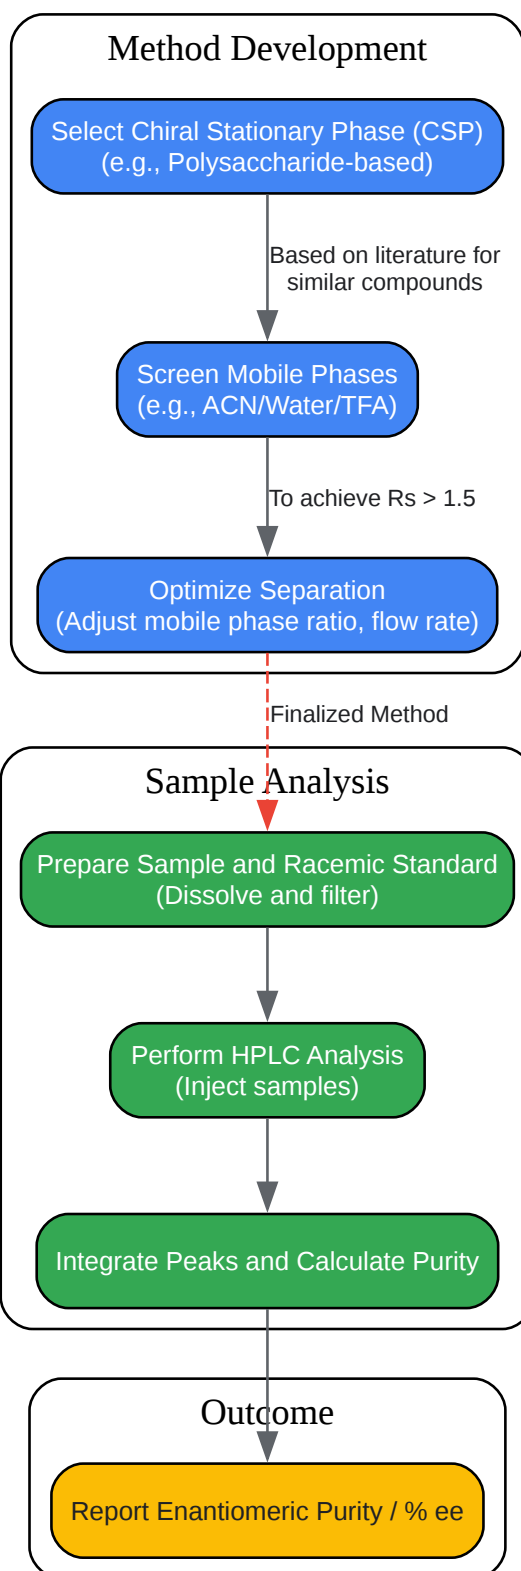 Method Development
Select Chiral Stationary Phase (CSP)
(e.g., Polysaccharide-based)
Based on literature for
similar compounds
Screen Mobile Phases
(e.g., ACN/Water/TFA)
To achieve Rs > 1.5
Optimize Separation
(Adjust mobile phase ratio, flow rate)
Finalized Method
Sample Analysis
Prepare Sample and Racemic Standard
(Dissolve and filter)
Perform HPLC Analysis
(Inject samples)
Integrate Peaks and Calculate Purity
Outcome
Report Enantiomeric Purity / % ee